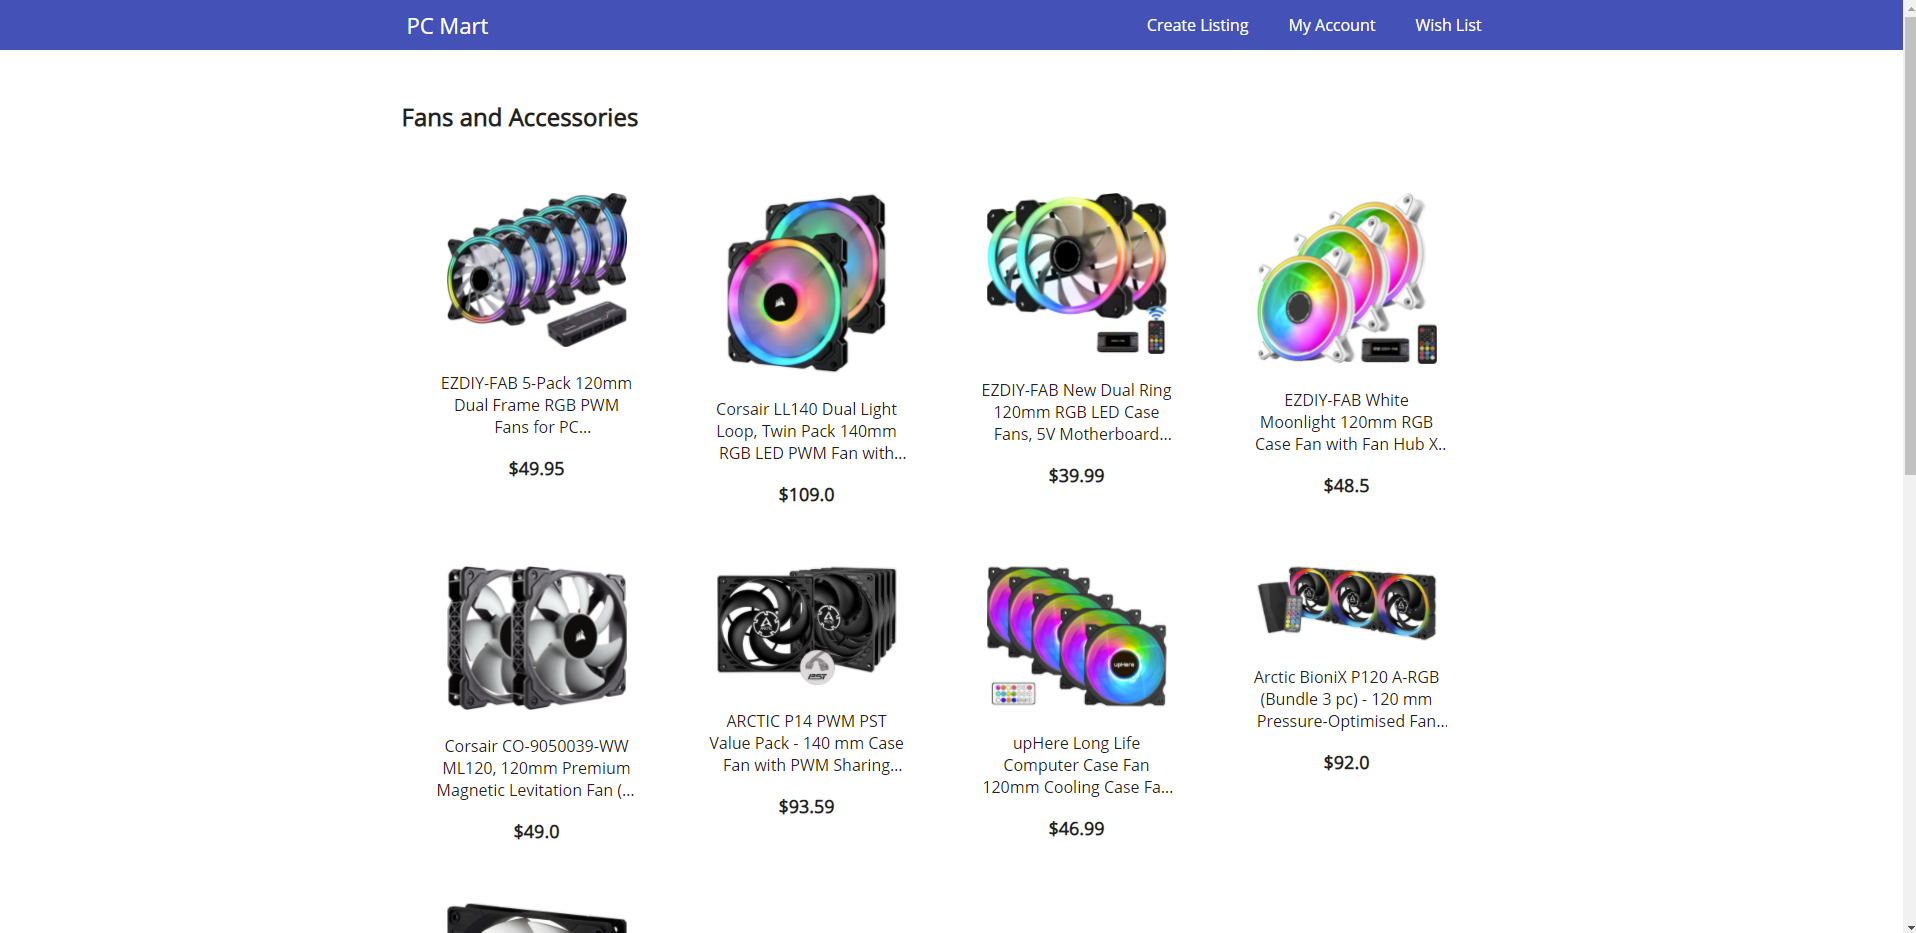 PC Mart
Create Listing
My Account
Wish List
Fans and Accessories
EZDIY-FAB 5-Pack 120mm
Dual Frame RGB PWM
Fans for PC...
$49.95
Corsair LL140 Dual Light
Loop, Twin Pack 140mm
RGB LED PWM Fan with...
$109.0
EZDIY-FAB New Dual Ring
120mm RGB LED Case
Fans, 5V Motherboard...
$39.99
EZDIY-FAB White
Moonlight 120mm RGB
Case Fan with Fan Hub X..
$48.5
Corsair CO-9050039-WW
ML120, 120mm Premium
Magnetic Levitation Fan (...
$49.0
PST
ARCTIC P14 PWM PST
Value Pack - 140 mm Case
Fan with PWM Sharing...
$93.59
upHere
upHere Long Life
Computer Case Fan
120mm Cooling Case Fa...
$46.99
Arctic BioniX P120 A-RGB
(Bundle 3 pc) - 120 mm
Pressure-Optimised Fan...
$92.0